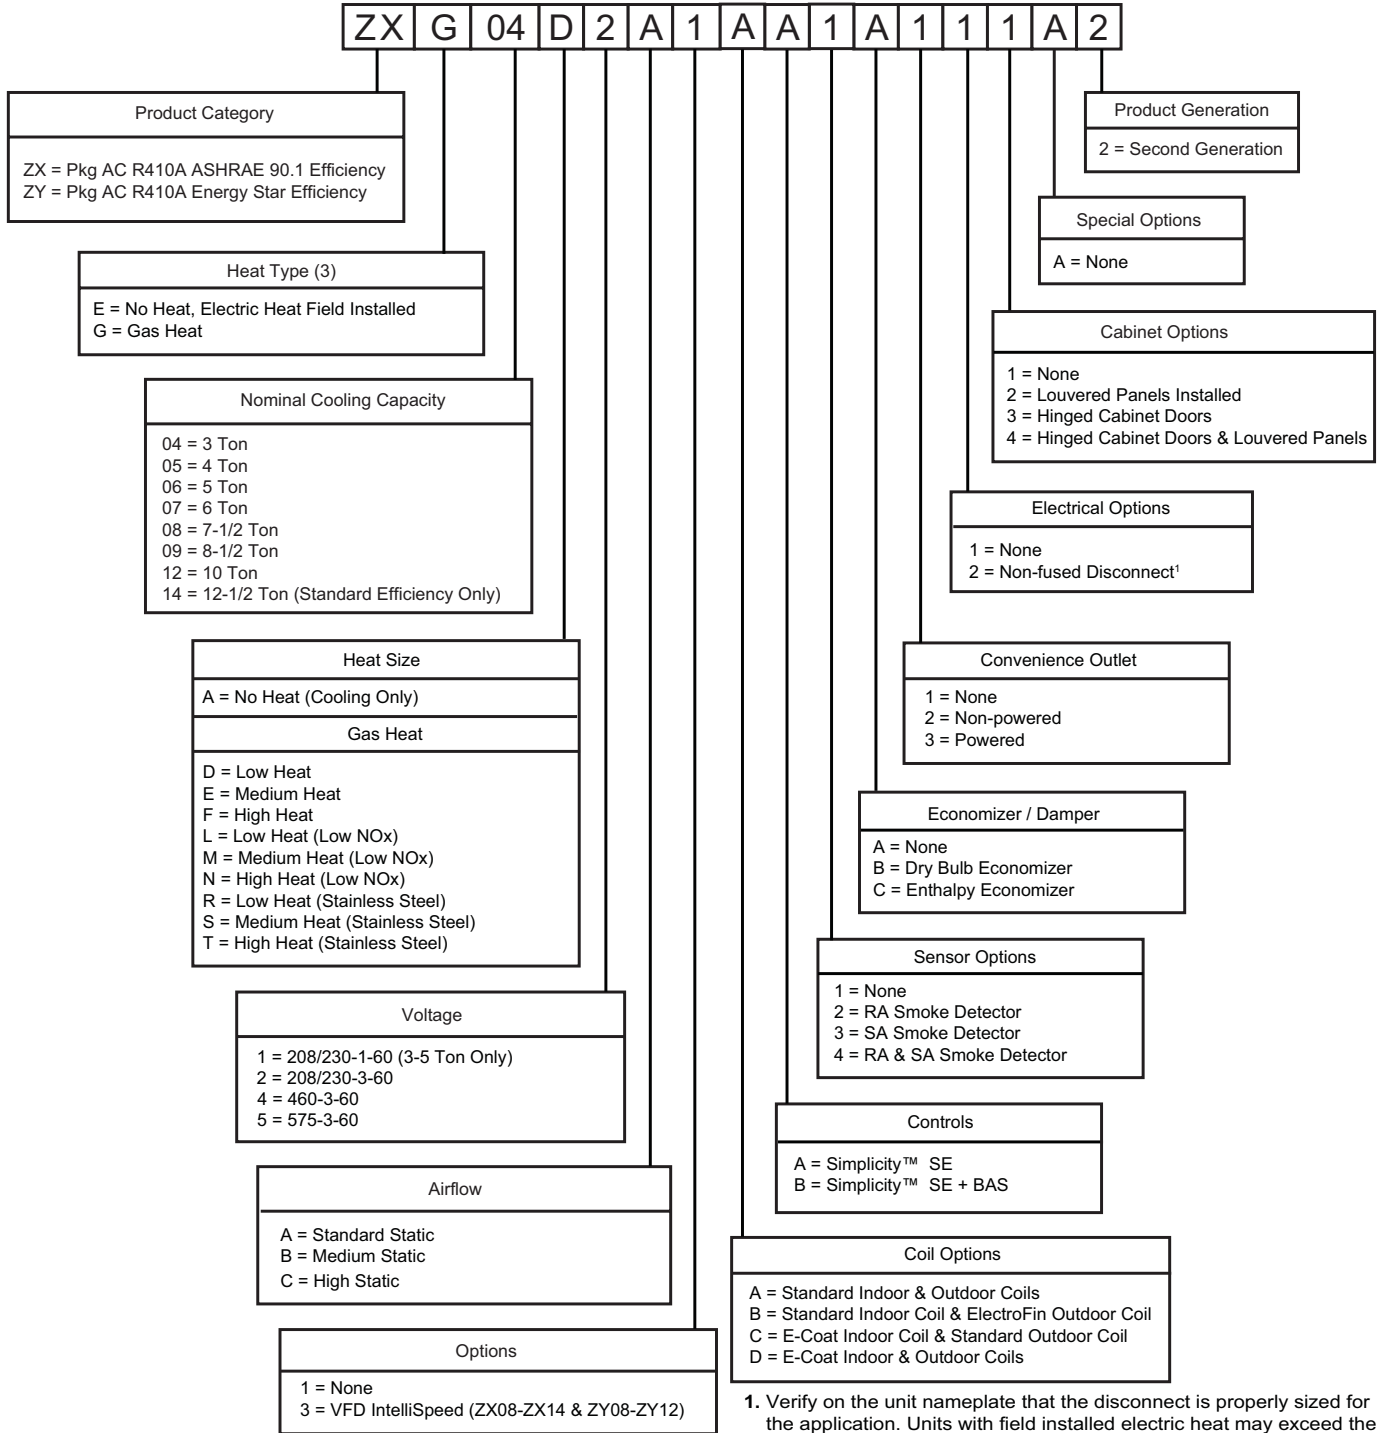 ZX G 04 D 2 A 1 A A 1 A 1 1 1 A 2
Product Category
ZX = Pkg AC R410A ASHRAE 90.1 Efficiency
ZY = Pkg AC R410A Energy Star Efficiency
Heat Type (3)
E = No Heat, Electric Heat Field Installed
G = Gas Heat
Nominal Cooling Capacity
04 = 3 Ton
05 = 4 Ton
06 = 5 Ton
07 = 6 Ton
08 = 7-1/2 Ton
09 = 8-1/2 Ton
12 = 10 Ton
14 = 12-1/2 Ton (Standard Efficiency Only)
Heat Size
A = No Heat (Cooling Only)
Gas Heat
D = Low Heat
E = Medium Heat
F = High Heat
L = Low Heat (Low NOx)
M = Medium Heat (Low NOx)
N = High Heat (Low NOx)
R = Low Heat (Stainless Steel)
S = Medium Heat (Stainless Steel)
T = High Heat (Stainless Steel)
Voltage
1 = 208/230-1-60 (3-5 Ton Only)
2 = 208/230-3-60
4 = 460-3-60
5 = 575-3-60
Airflow
A = Standard Static
B = Medium Static
C = High Static
Options
1 = None
3 = VFD IntelliSpeed (ZX08-ZX14 & ZY08-ZY12)
Product Generation
2 = Second Generation
Special Options
A = None
Cabinet Options
1 = None
2 = Louvered Panels Installed
3 = Hinged Cabinet Doors
4 = Hinged Cabinet Doors & Louvered Panels
Electrical Options
1 = None
2 = Non-fused Disconnect¹
Convenience Outlet
1 = None
2 = Non-powered
3 = Powered
Economizer / Damper
A = None
B = Dry Bulb Economizer
C = Enthalpy Economizer
Sensor Options
1 = None
2 = RA Smoke Detector
3 = SA Smoke Detector
4 = RA & SA Smoke Detector
Controls
A = Simplicity™ SE
B = Simplicity™ SE + BAS
Coil Options
A = Standard Indoor & Outdoor Coils
B = Standard Indoor Coil & ElectroFin Outdoor Coil
C = E-Coat Indoor Coil & Standard Outdoor Coil
D = E-Coat Indoor & Outdoor Coils
1. Verify on the unit nameplate that the disconnect is properly sized for
the application. Units with field installed electric heat may exceed the